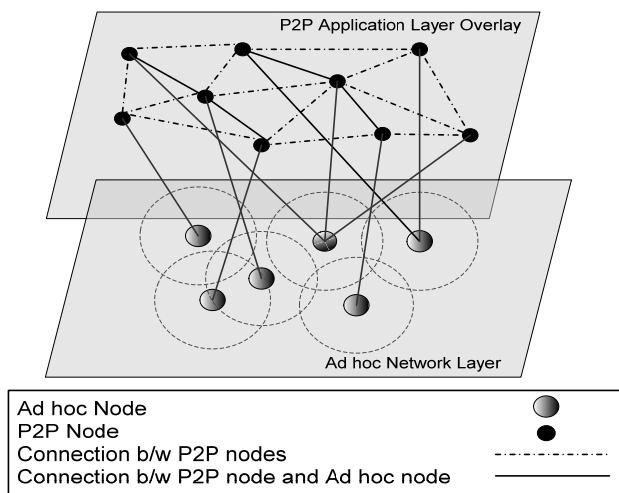 P2P Application Layer Overlay
Ad hoc Network Layer
Ad hoc Node
P2P Node
Connection b/w P2P nodes
Connection b/w P2P node and Ad hoc node